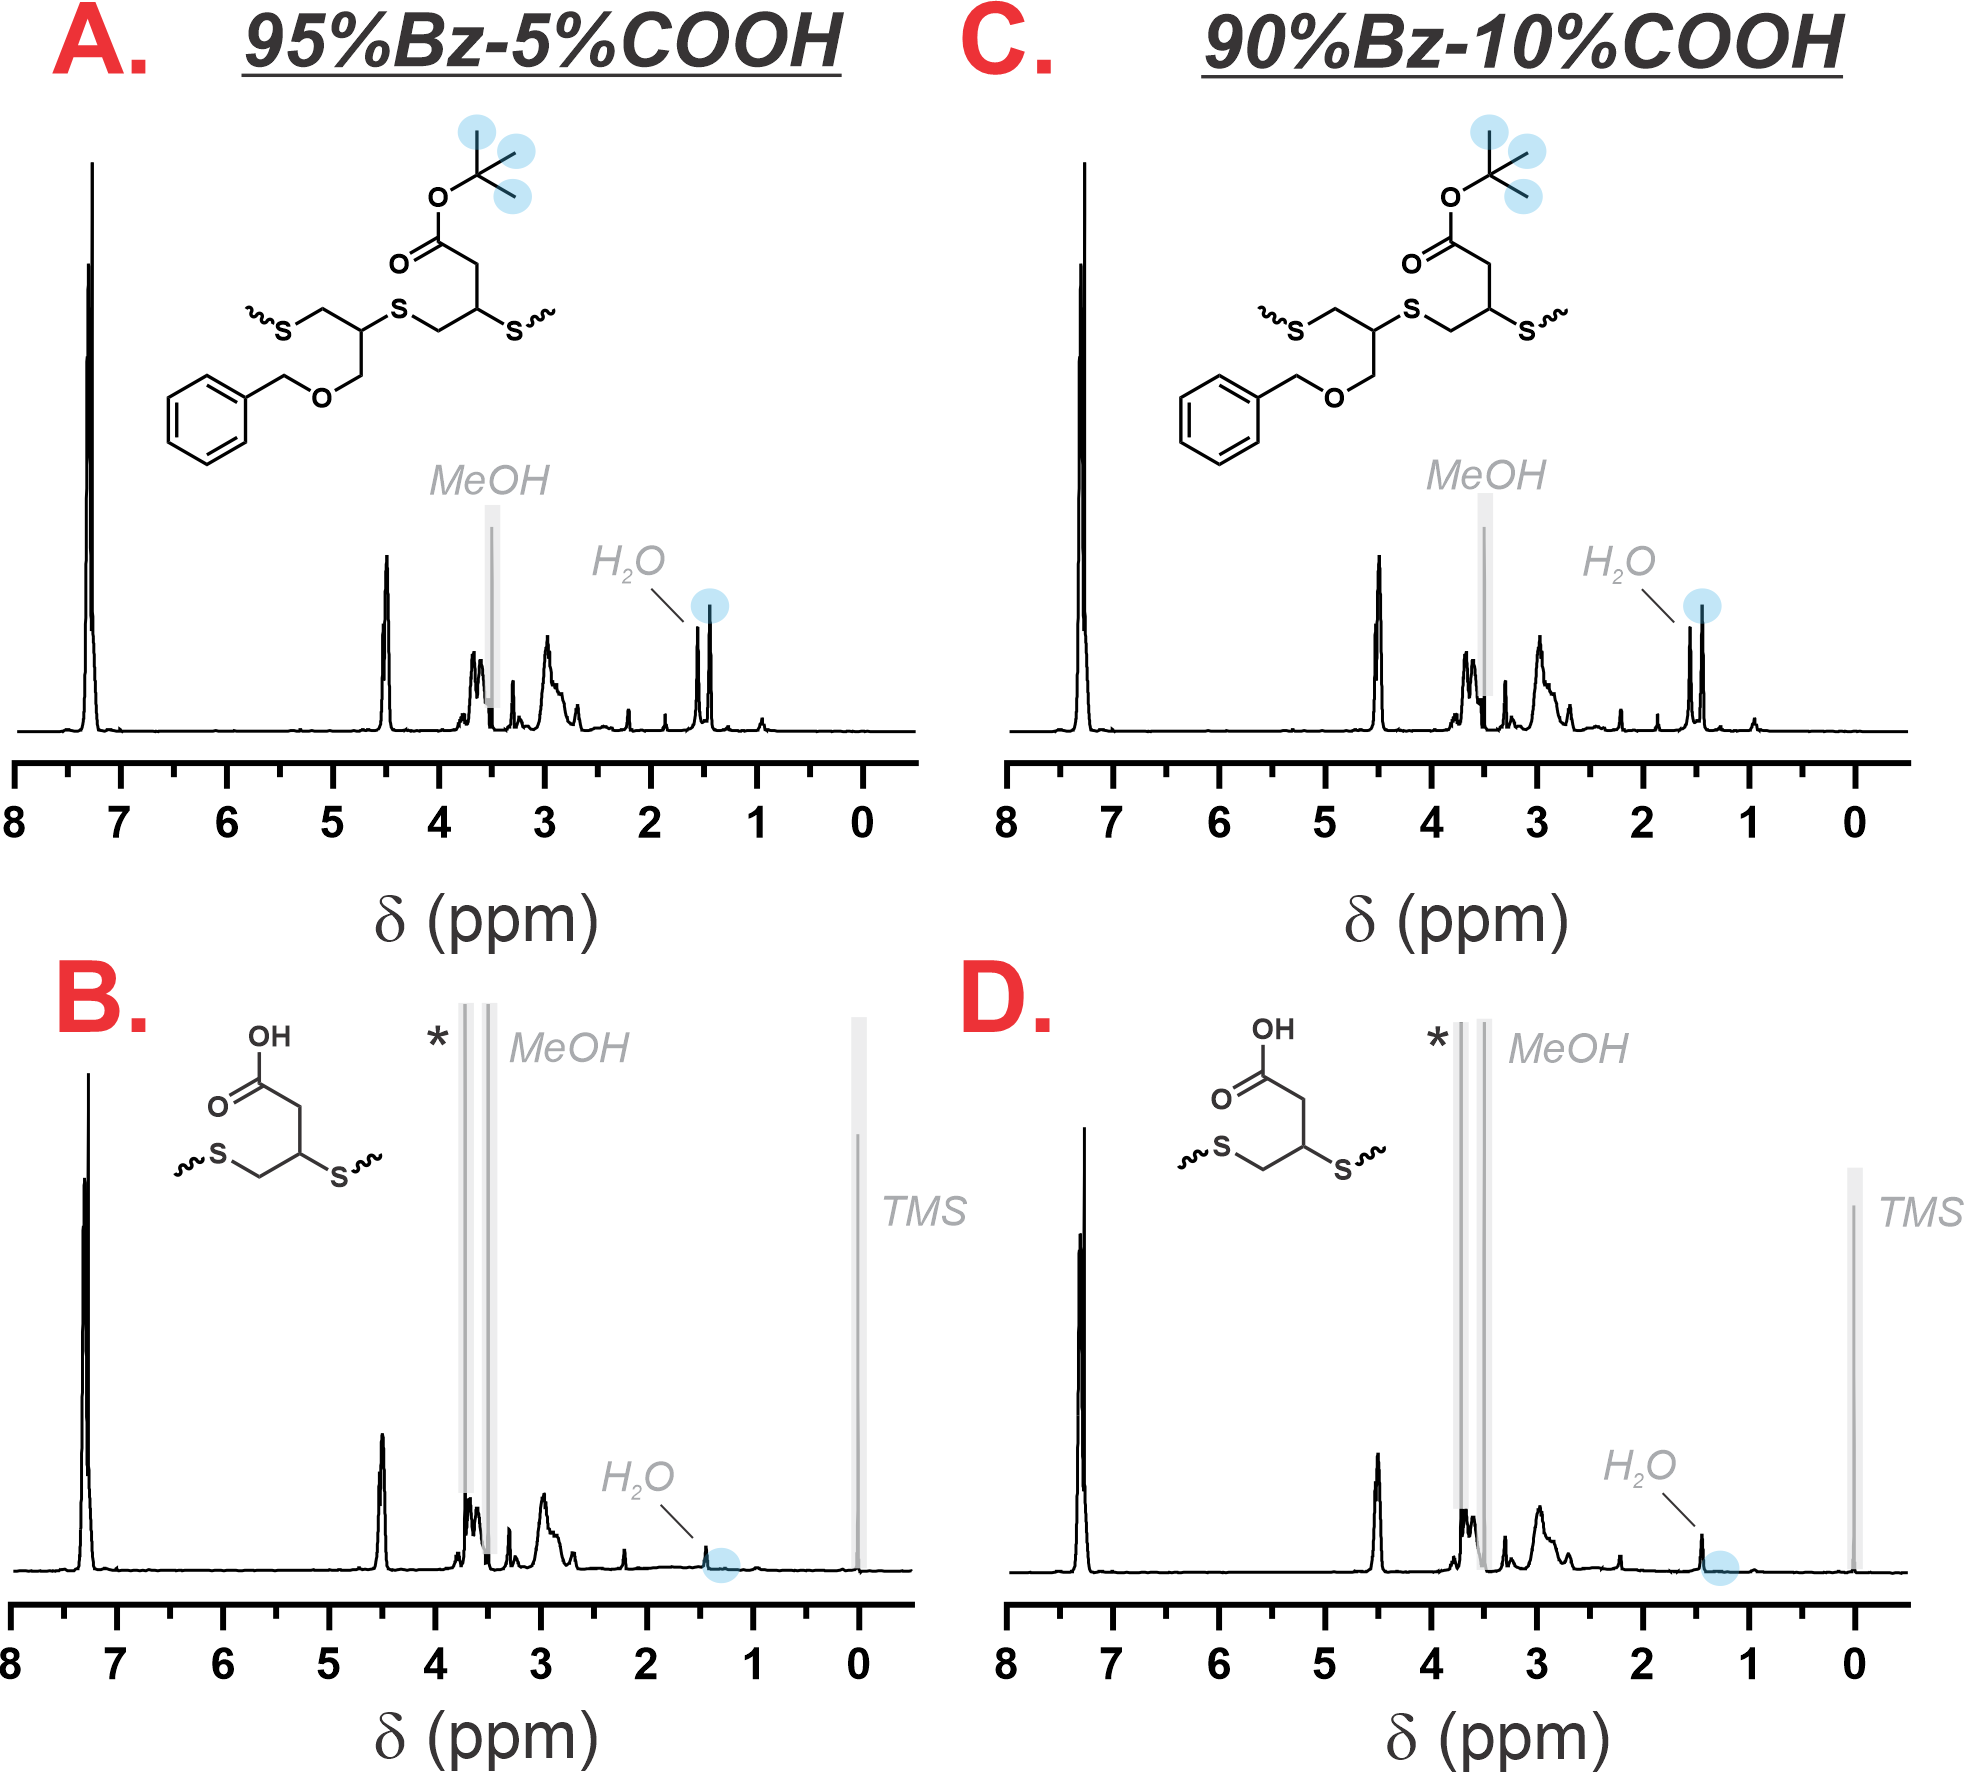 A.
95%Bz-5%COOH
O
O
S
S
S
O
MeOH
H2O
8 7 6 5 4 3 2 1 0
δ (ppm)
C.
90%Bz-10%COOH
O
O
S
S
S
O
MeOH
H2O
8 7 6 5 4 3 2 1 0
δ (ppm)
B.
OH
O
S
S
*
MeOH
TMS
H2O
8 7 6 5 4 3 2 1 0
δ (ppm)
D.
OH
O
S
S
*
MeOH
TMS
H2O
8 7 6 5 4 3 2 1 0
δ (ppm)